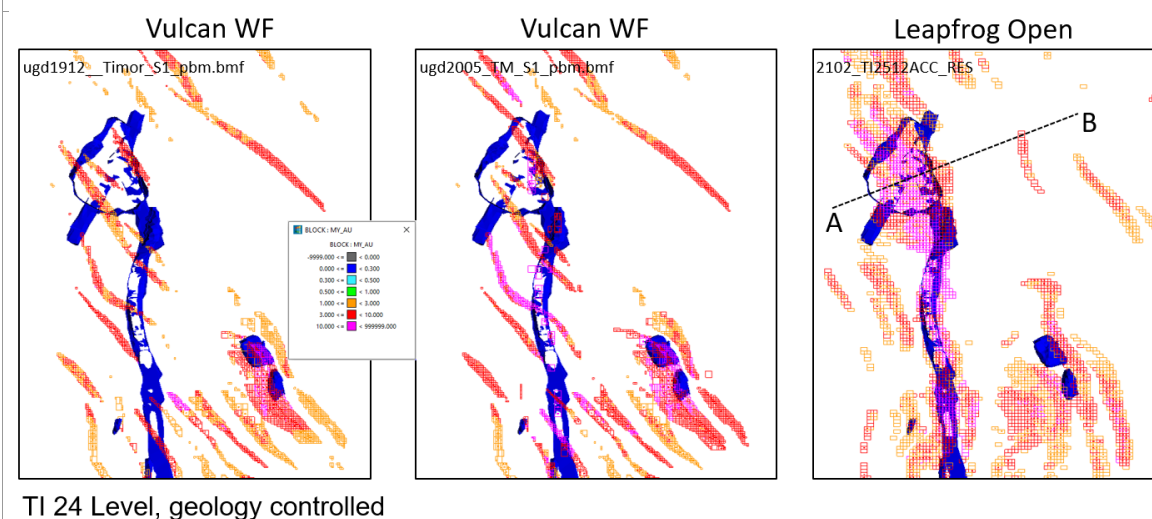 Vulcan WF
Vulcan WF
Leapfrog Open
ugd1912__Timor_S1_pbm.bmf
ugd2005_TM_S1_pbm.bmf
2102_TI2512ACC_RES
B
A
BLOCK : MY_AU
BLOCK : MY_AU
-9999.000 <= < 0.000
0.000 <= < 0.300
0.300 <= < 0.500
0.500 <= < 1.000
1.000 <= < 3.000
3.000 <= < 10.000
10.000 <= < 999999.000
TI 24 Level, geology controlled